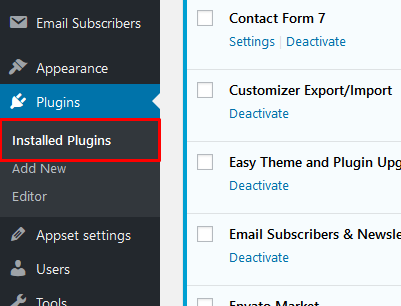 Email Subscribers
Appearance
Plugins
Installed Plugins
Add New
Editor
Appset settings
Users
Tools
Contact Form 7
Settings | Deactivate
Customizer Export/Import
Deactivate
Easy Theme and Plugin Upg
Deactivate
Email Subscribers & Newsle
Deactivate
Envato Market